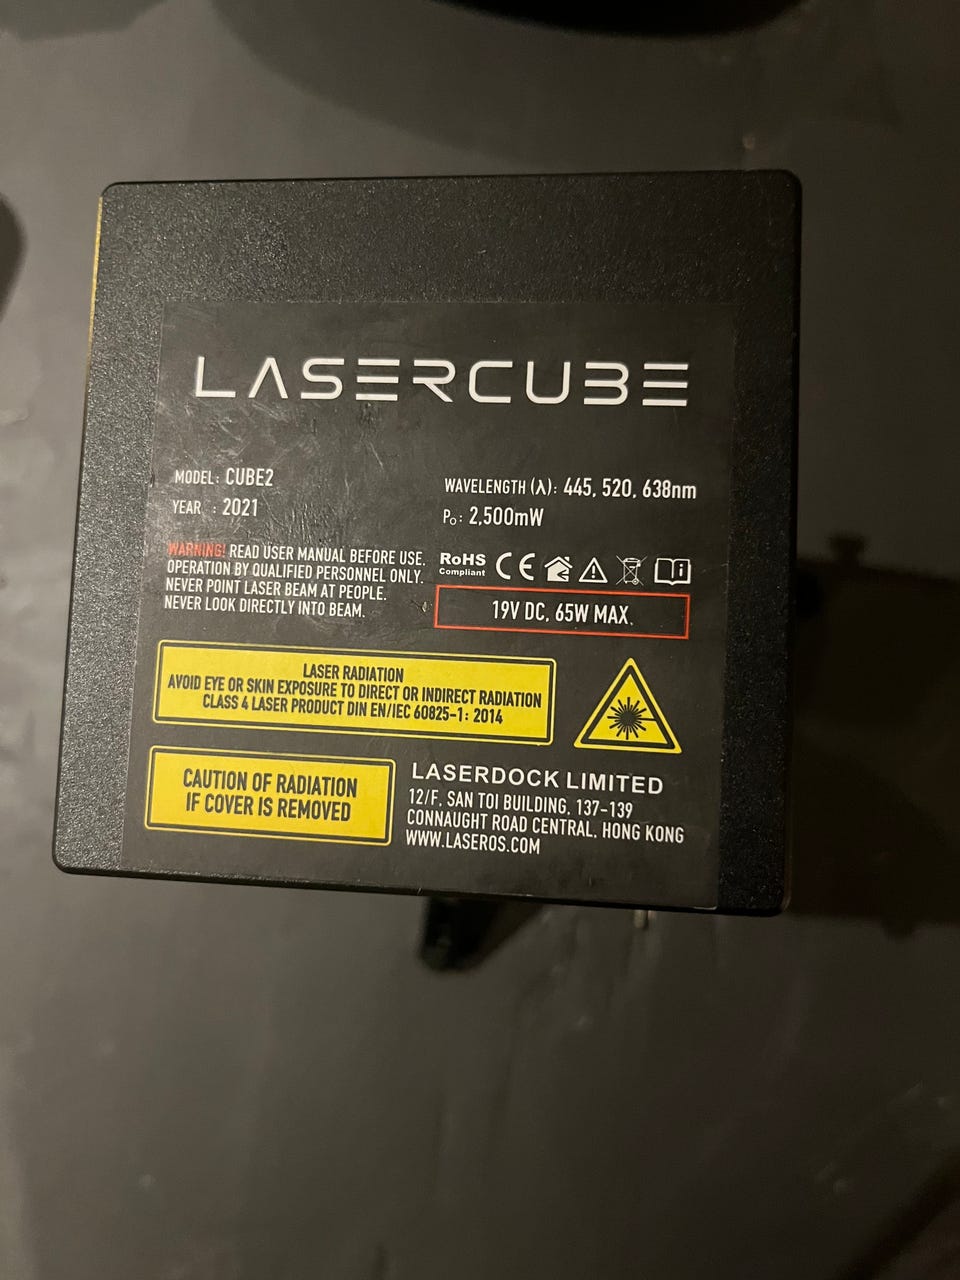 LASERCUBE
MODEL: CUBE2
YEAR : 2021
WAVELENGTH (λ): 445, 520, 638nm
Po: 2,500mW
WARNING! READ USER MANUAL BEFORE USE.
OPERATION BY QUALIFIED PERSONNEL ONLY.
NEVER POINT LASER BEAM AT PEOPLE.
NEVER LOOK DIRECTLY INTO BEAM.
RoHS
Compliant
CE
19V DC, 65W MAX.
LASER RADIATION
AVOID EYE OR SKIN EXPOSURE TO DIRECT OR INDIRECT RADIATION
CLASS 4 LASER PRODUCT DIN EN/IEC 60825-1: 2014
CAUTION OF RADIATION
IF COVER IS REMOVED
LASERDOCK LIMITED
12/F, SAN TOI BUILDING, 137-139
CONNAUGHT ROAD CENTRAL, HONG KONG
WWW.LASEROS.COM